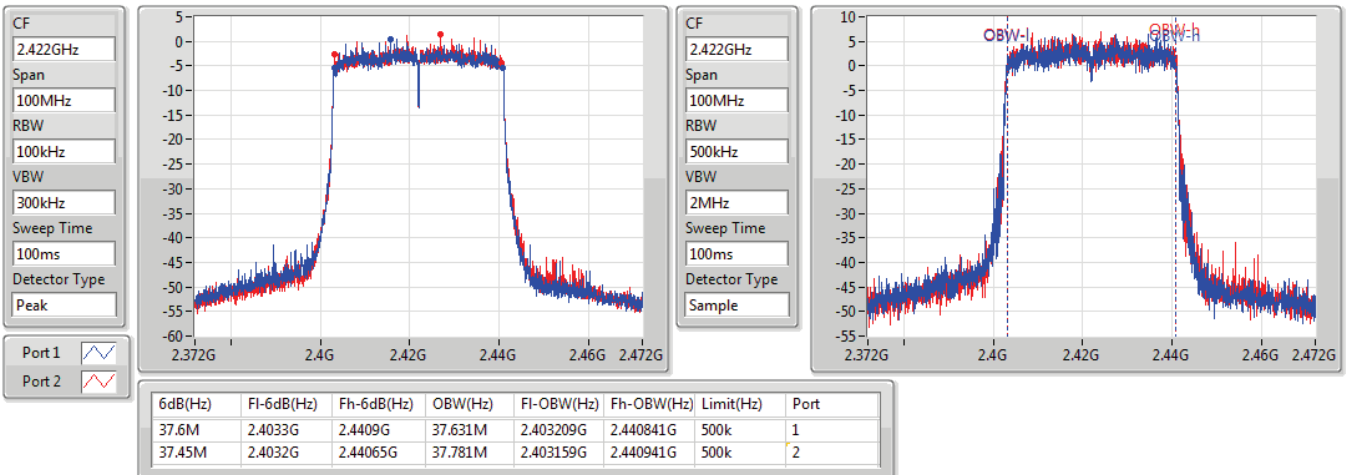 CF
2.422GHz
Span
100MHz
RBW
100kHz
VBW
300kHz
Sweep Time
100ms
Detector Type
Peak
Port 1
Port 2
5
0
-5
-10
-15
-20
-25
-30
-35
-40
-45
-50
-55
-60
2.372G 2.4G 2.42G 2.44G 2.46G 2.472G
CF
2.422GHz
Span
100MHz
RBW
500kHz
VBW
2MHz
Sweep Time
100ms
Detector Type
Sample
10
5
0
-5
-10
-15
-20
-25
-30
-35
-40
-45
-50
-55
OBW-l OBW-h
OBW-h
2.372G 2.4G 2.42G 2.44G 2.46G 2.472G
6dB(Hz) Fl-6dB(Hz) Fh-6dB(Hz) OBW(Hz) Fl-OBW(Hz) Fh-OBW(Hz) Limit(Hz) Port
37.6M 2.4033G 2.4409G 37.631M 2.403209G 2.440841G 500k 1
37.45M 2.4032G 2.44065G 37.781M 2.403159G 2.440941G 500k 2